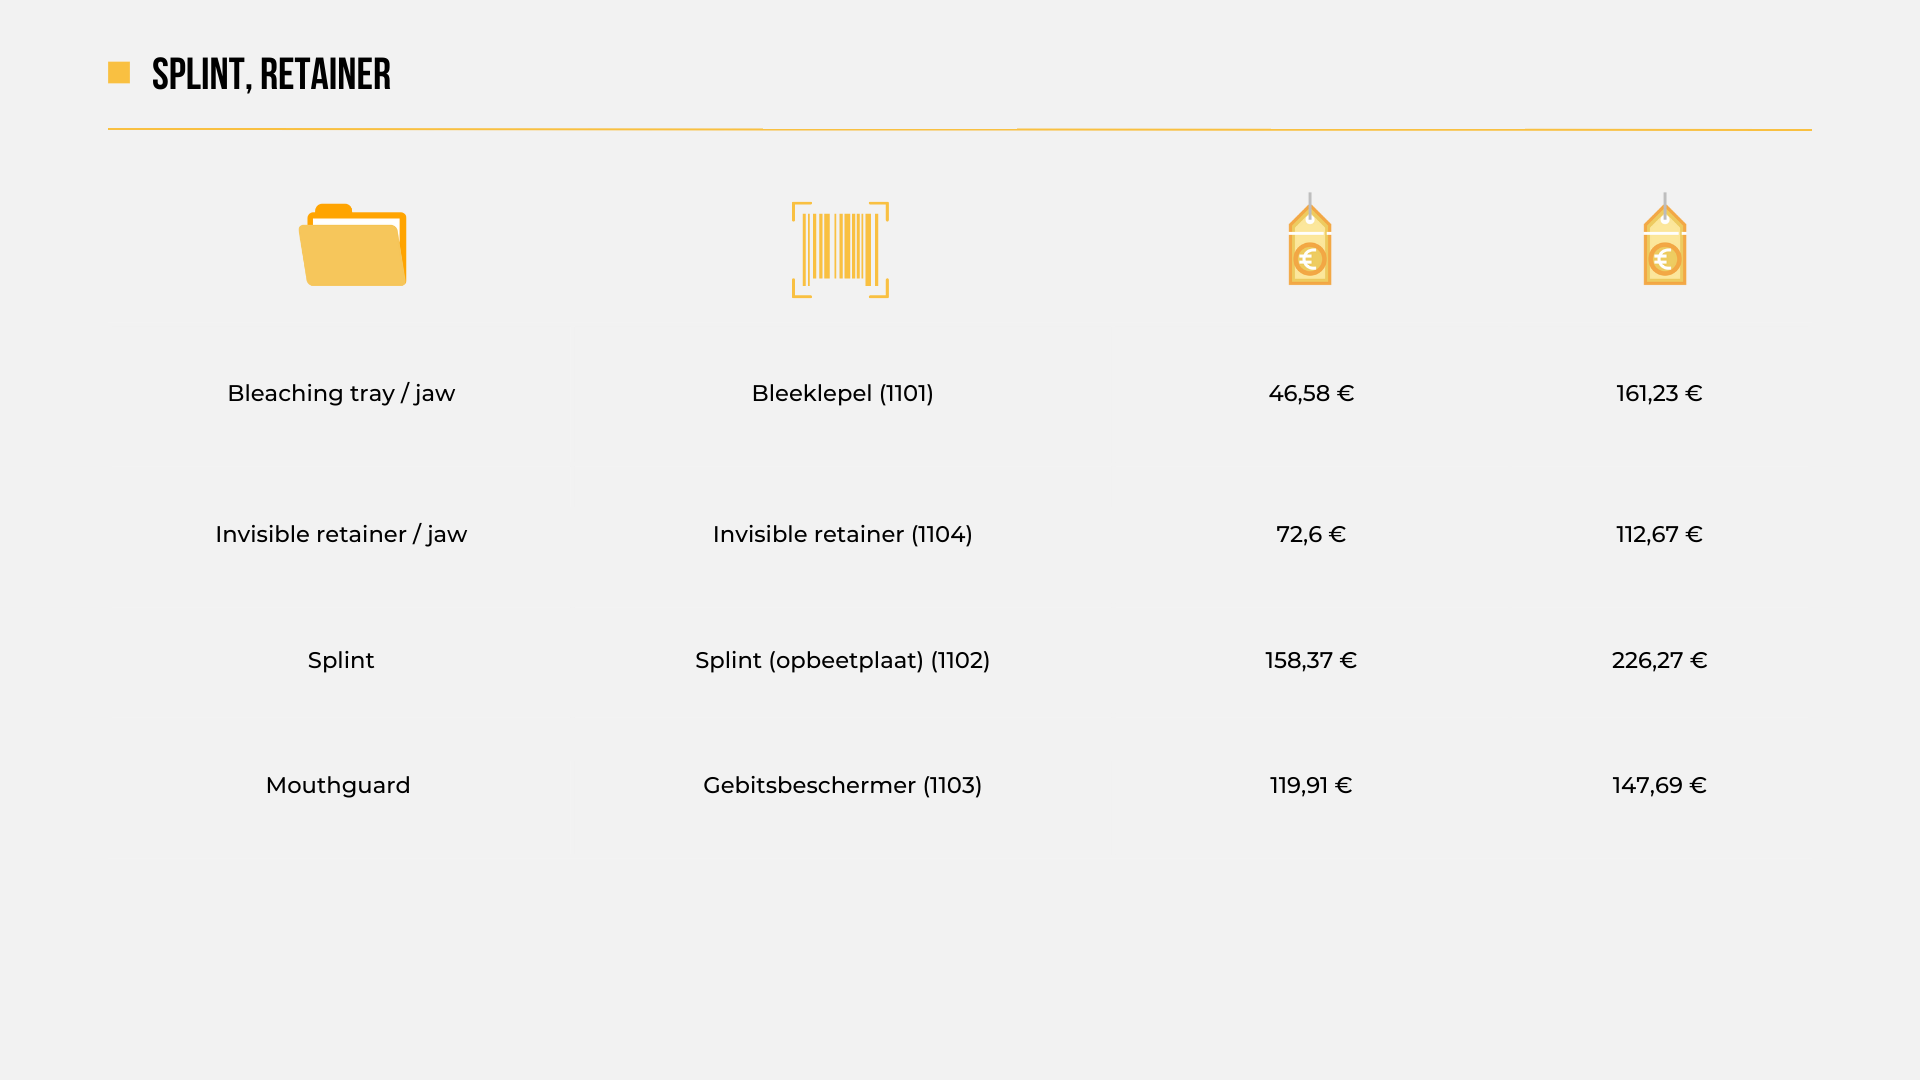 SPLINT, RETAINER
Bleaching tray / jaw Bleeklepel (1101) 46,58 € 161,23 €
Invisible retainer / jaw Invisible retainer (1104) 72,6 € 112,67 €
Splint Splint (opbeetplaat) (1102) 158,37 € 226,27 €
Mouthguard Gebitsbeschermer (1103) 119,91 € 147,69 €